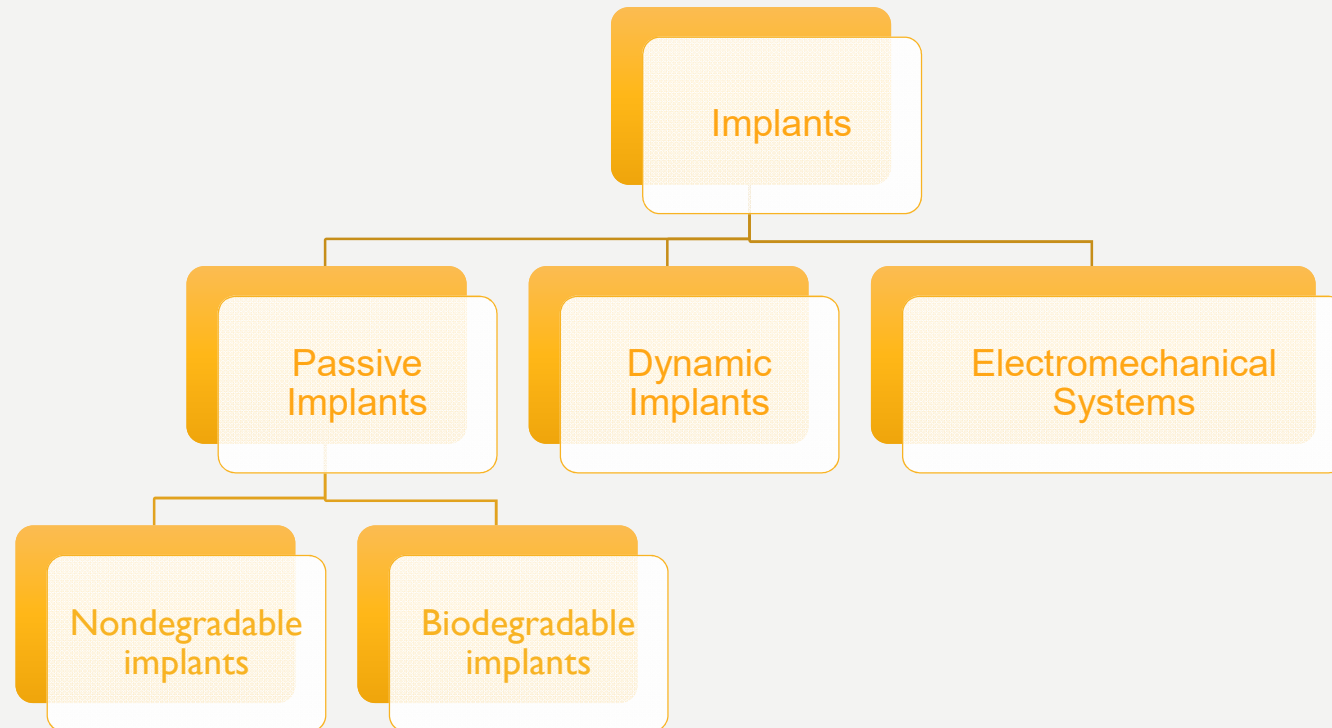 Implants
Passive
Implants
Dynamic
Implants
Electromechanical
Systems
Nondegradable
implants
Biodegradable
implants